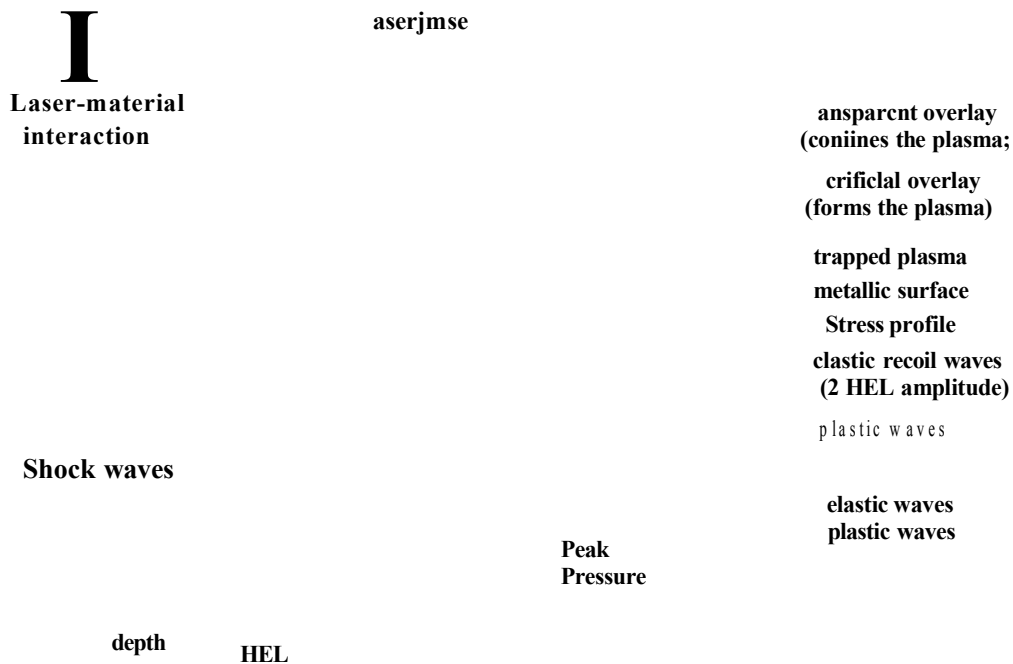 I
aserjmse
Laser-material
interaction
ansparcnt overlay
(coniines the plasma;
crificlal overlay
(forms the plasma)
trapped plasma
metallic surface
Stress profile
clastic recoil waves
(2 HEL amplitude)
plastic waves
Shock waves
elastic waves
plastic waves
Peak
Pressure
depth
HEL